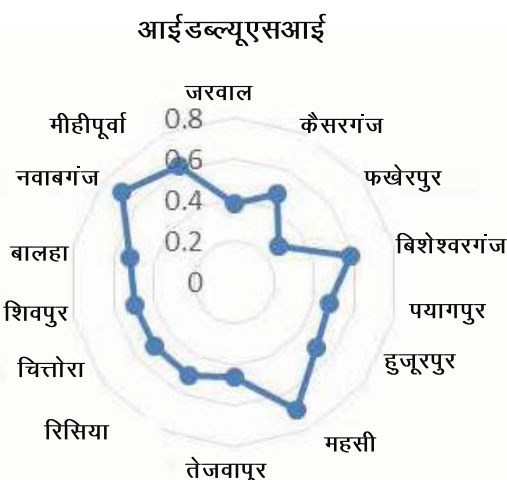 आईडब्ल्यूएसआई
जरवाल
कैसरगंज
फखेरपुर
बिशेश्वरगंज
पयागपुर
हुजूरपुर
महसी
तेजवापुर
रिसिया
चित्तोरा
शिवपुर
बालहा
नवाबगंज
मीहीपूर्वा
0.8
0.6
0.4
0.2
0